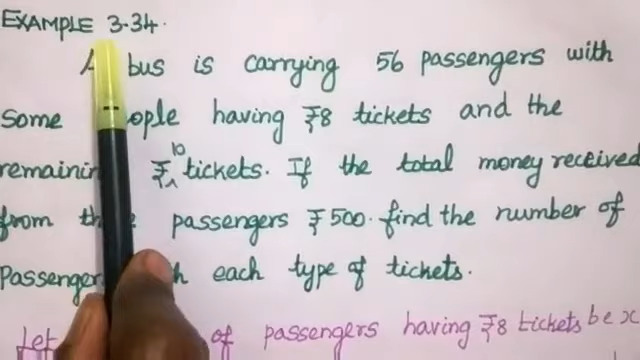 EXAMPLE 3.34.
A bus is carrying 56 passengers with
some ople having ₹8 tickets and the
remainin ₹ 10 tickets. If the total money received
from th passengers ₹500. find the number of
Passenger h each type of tickets.
Let of passengers having ₹8 tickets be x